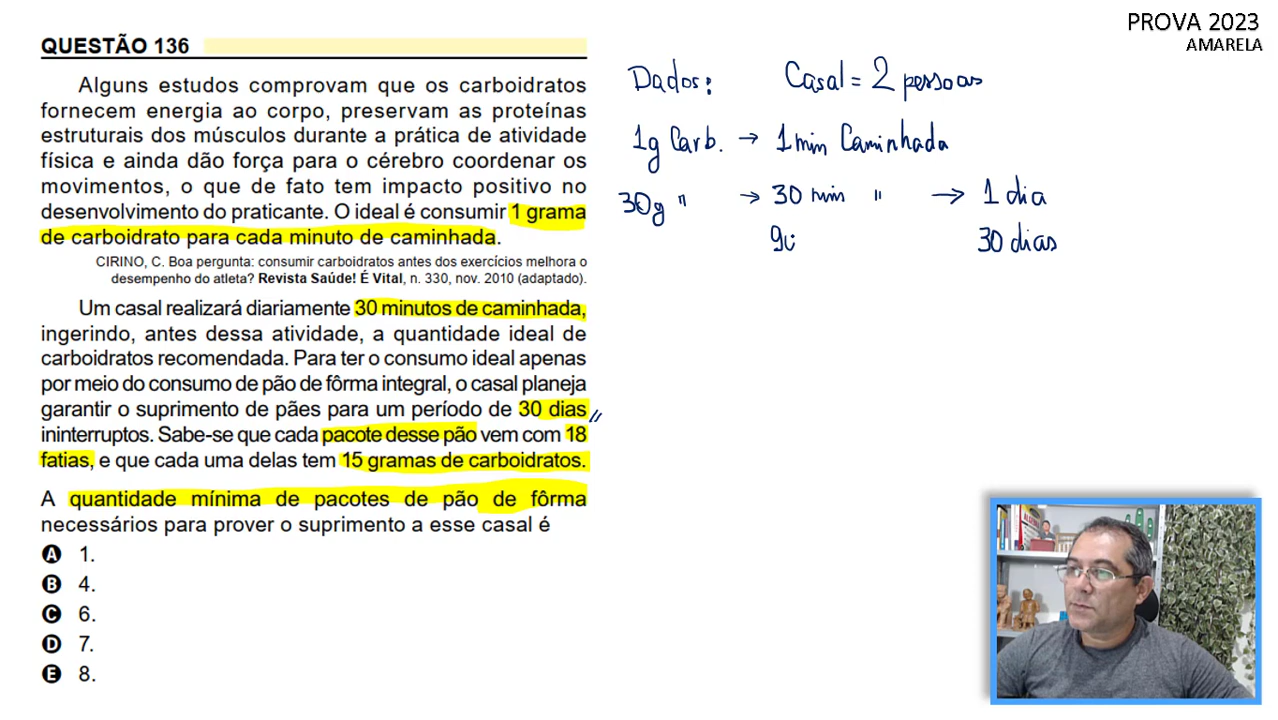 PROVA 2023
AMARELA
QUESTÃO 136
Alguns estudos comprovam que os carboidratos
fornecem energia ao corpo, preservam as proteínas
estruturais dos músculos durante a prática de atividade
física e ainda dão força para o cérebro coordenar os
movimentos, o que de fato tem impacto positivo no
desenvolvimento do praticante. O ideal é consumir 1 grama
de carboidrato para cada minuto de caminhada.
CIRINO, C. Boa pergunta: consumir carboidratos antes dos exercícios melhora o
desempenho do atleta? Revista Saúde! É Vital, n. 330, nov. 2010 (adaptado).
Um casal realizará diariamente 30 minutos de caminhada,
ingerindo, antes dessa atividade, a quantidade ideal de
carboidratos recomendada. Para ter o consumo ideal apenas
por meio do consumo de pão de fôrma integral, o casal planeja
garantir o suprimento de pães para um período de 30 dias
ininterruptos. Sabe-se que cada pacote desse pão vem com 18
fatias, e que cada uma delas tem 15 gramas de carboidratos.
A quantidade mínima de pacotes de pão de fôrma
necessários para prover o suprimento a esse casal é
A 1.
B 4.
C 6.
D 7.
E 8.
Dados: Casal = 2 pessoas
1g Carb. → 1 min Caminhada
30g " → 30 min " → 1 dia
90 30 dias